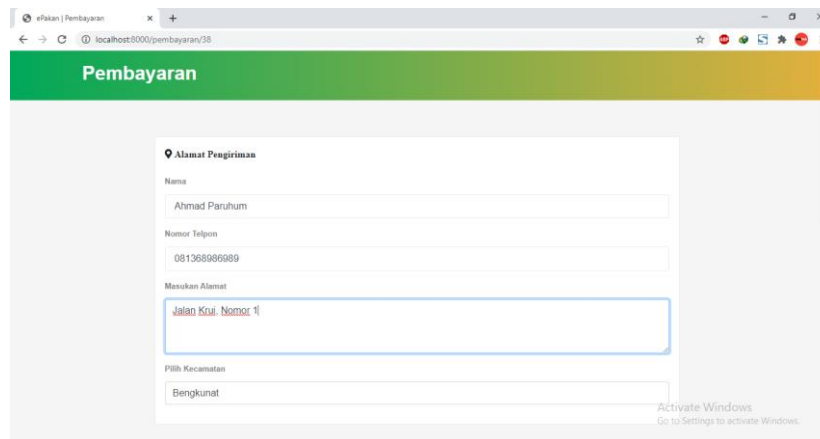 ePakan | Pembayaran
localhost:8000/pembayaran/38
Pembayaran
Alamat Pengiriman
Nama
Ahmad Paruhum
Nomor Telpon
081368986989
Masukan Alamat
Jalan Krui, Nomor 1
Pilih Kecamatan
Bengkunat
Activate Windows
Go to Settings to activate Windows.